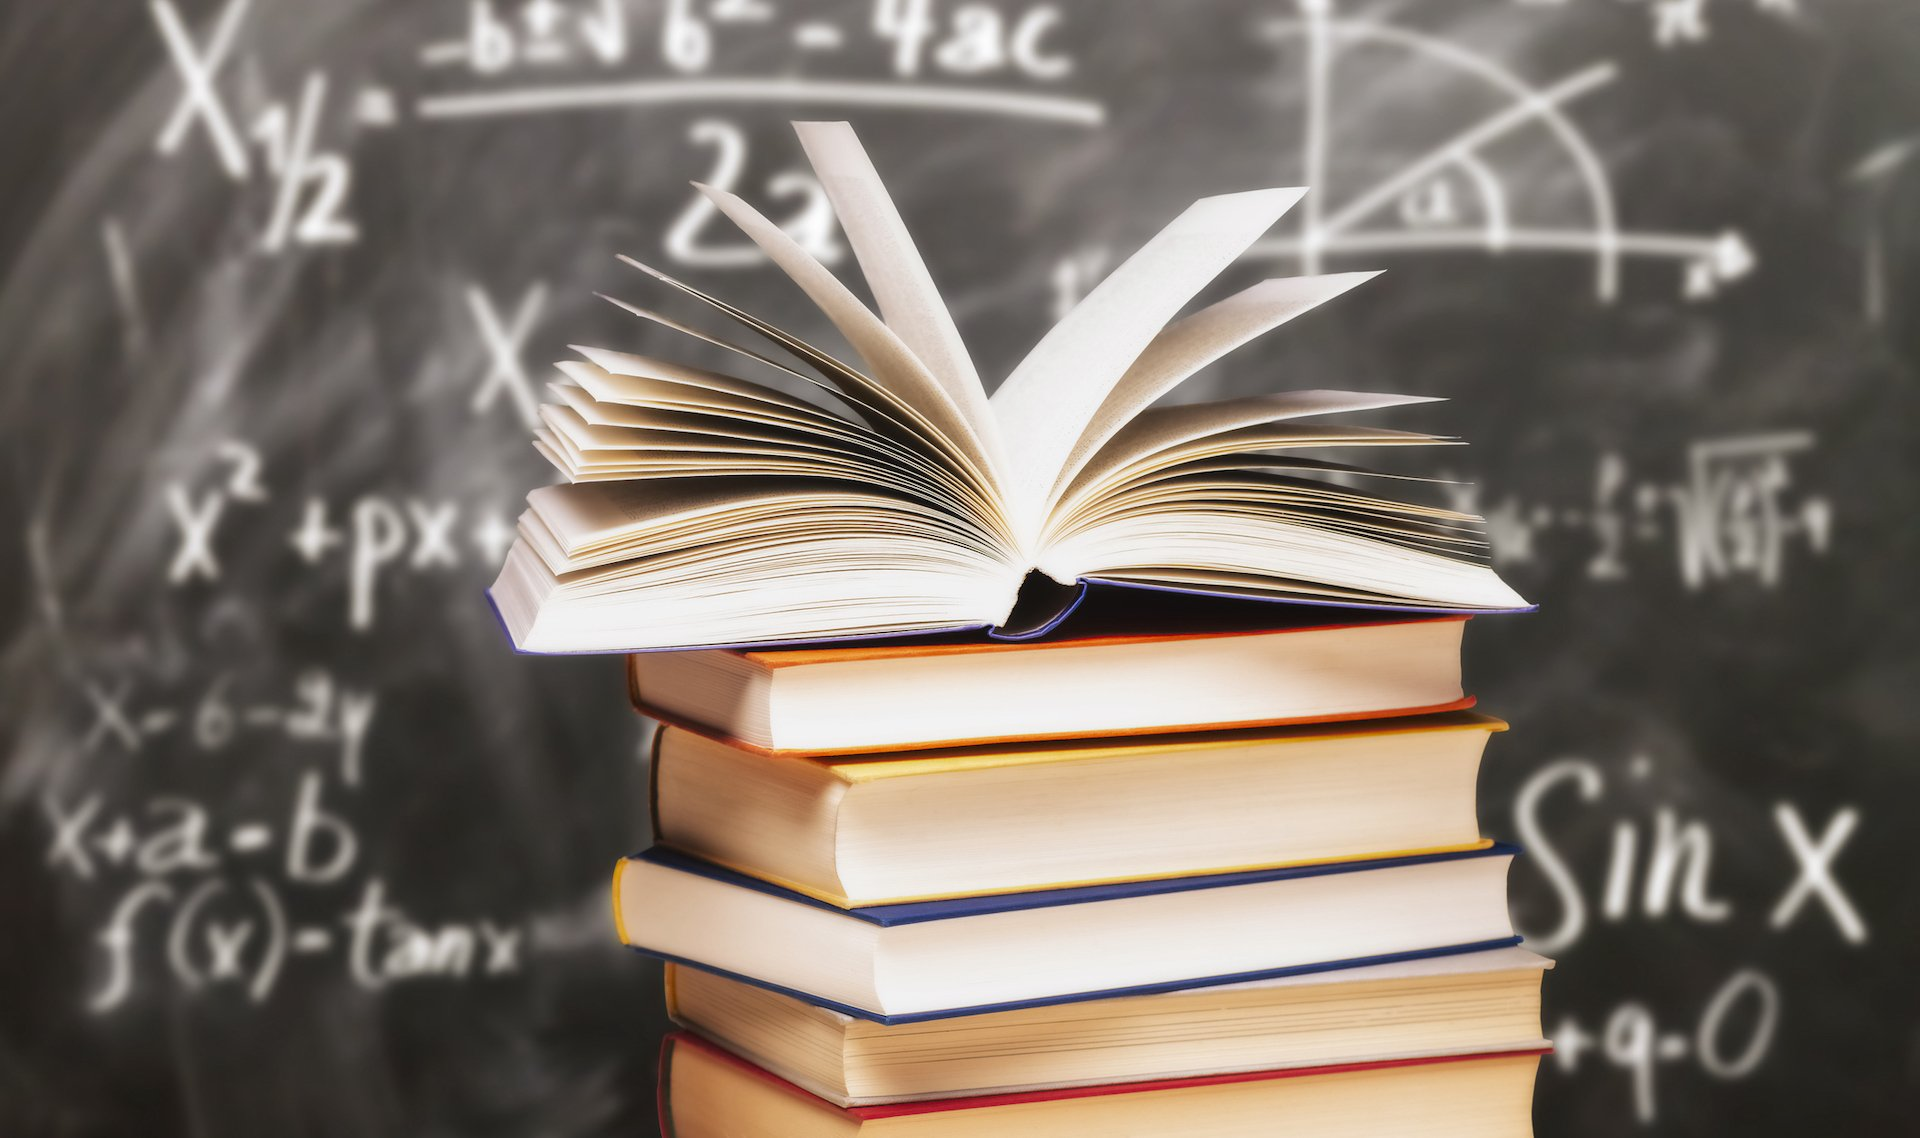 X1/2 = -b±√b²-4ac
2a
a
x
X
x² +px+
x-6-2y
x+a-b
f(x)-tanx
Sin x
+q-0